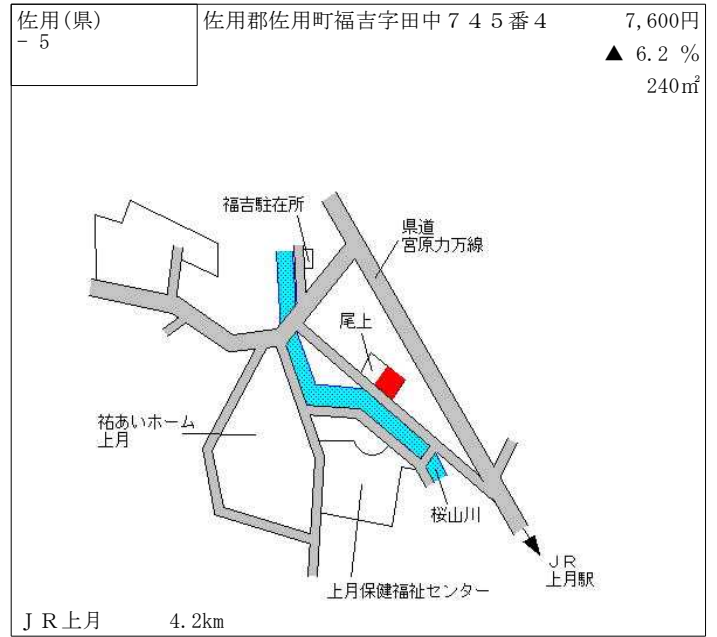 佐用(県)
- 5
佐用郡佐用町福吉字田中７４５番４
7,600円
▲ 6.2 %
240㎡
福吉駐在所
県道
宮原力万線
尾上
祐あいホーム
上月
桜山川
ＪＲ
上月駅
上月保健福祉センター
ＪＲ上月 4.2km